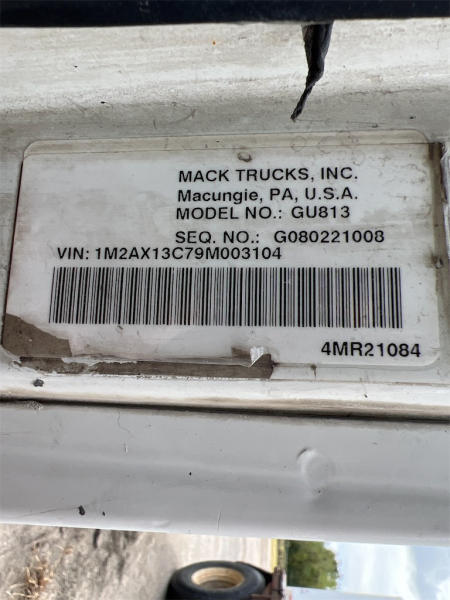 MACK TRUCKS, INC.
Macungie, PA, U.S.A.
MODEL NO.: GU813
SEQ. NO.: G080221008
VIN: 1M2AX13C79M003104
4MR21084